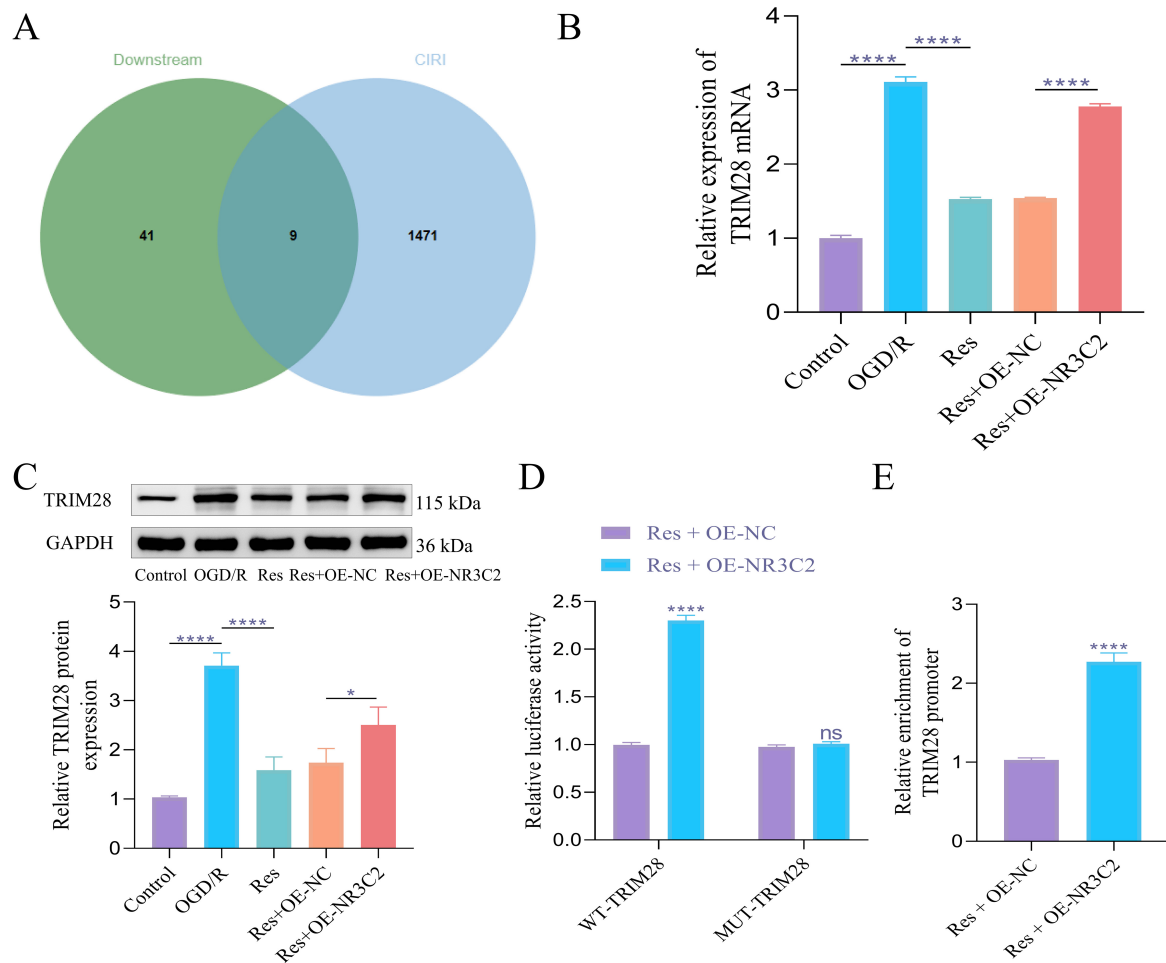 A
Downstream
CIRI
41
9
1471
B
Relative expression of
TRIM28 mRNA
4
3
2
1
0
****
****
****
Control
OGD/R
Res
Res+OE-NC
Res+OE-NR3C2
C
TRIM28
115 kDa
GAPDH
36 kDa
Control OGD/R Res Res+OE-NC Res+OE-NR3C2
Relative TRIM28 protein
expression
5
4
3
2
1
0
****
****
*
Control
OGD/R
Res
Res+OE-NC
Res+OE-NR3C2
D
Res + OE-NC
Res + OE-NR3C2
Relative luciferase activity
2.5
2.0
1.5
1.0
0.5
0.0
****
ns
WT-TRIM28
MUT-TRIM28
E
Relative enrichment of
TRIM28 promoter
3
2
1
0
****
Res + OE-NC
Res + OE-NR3C2